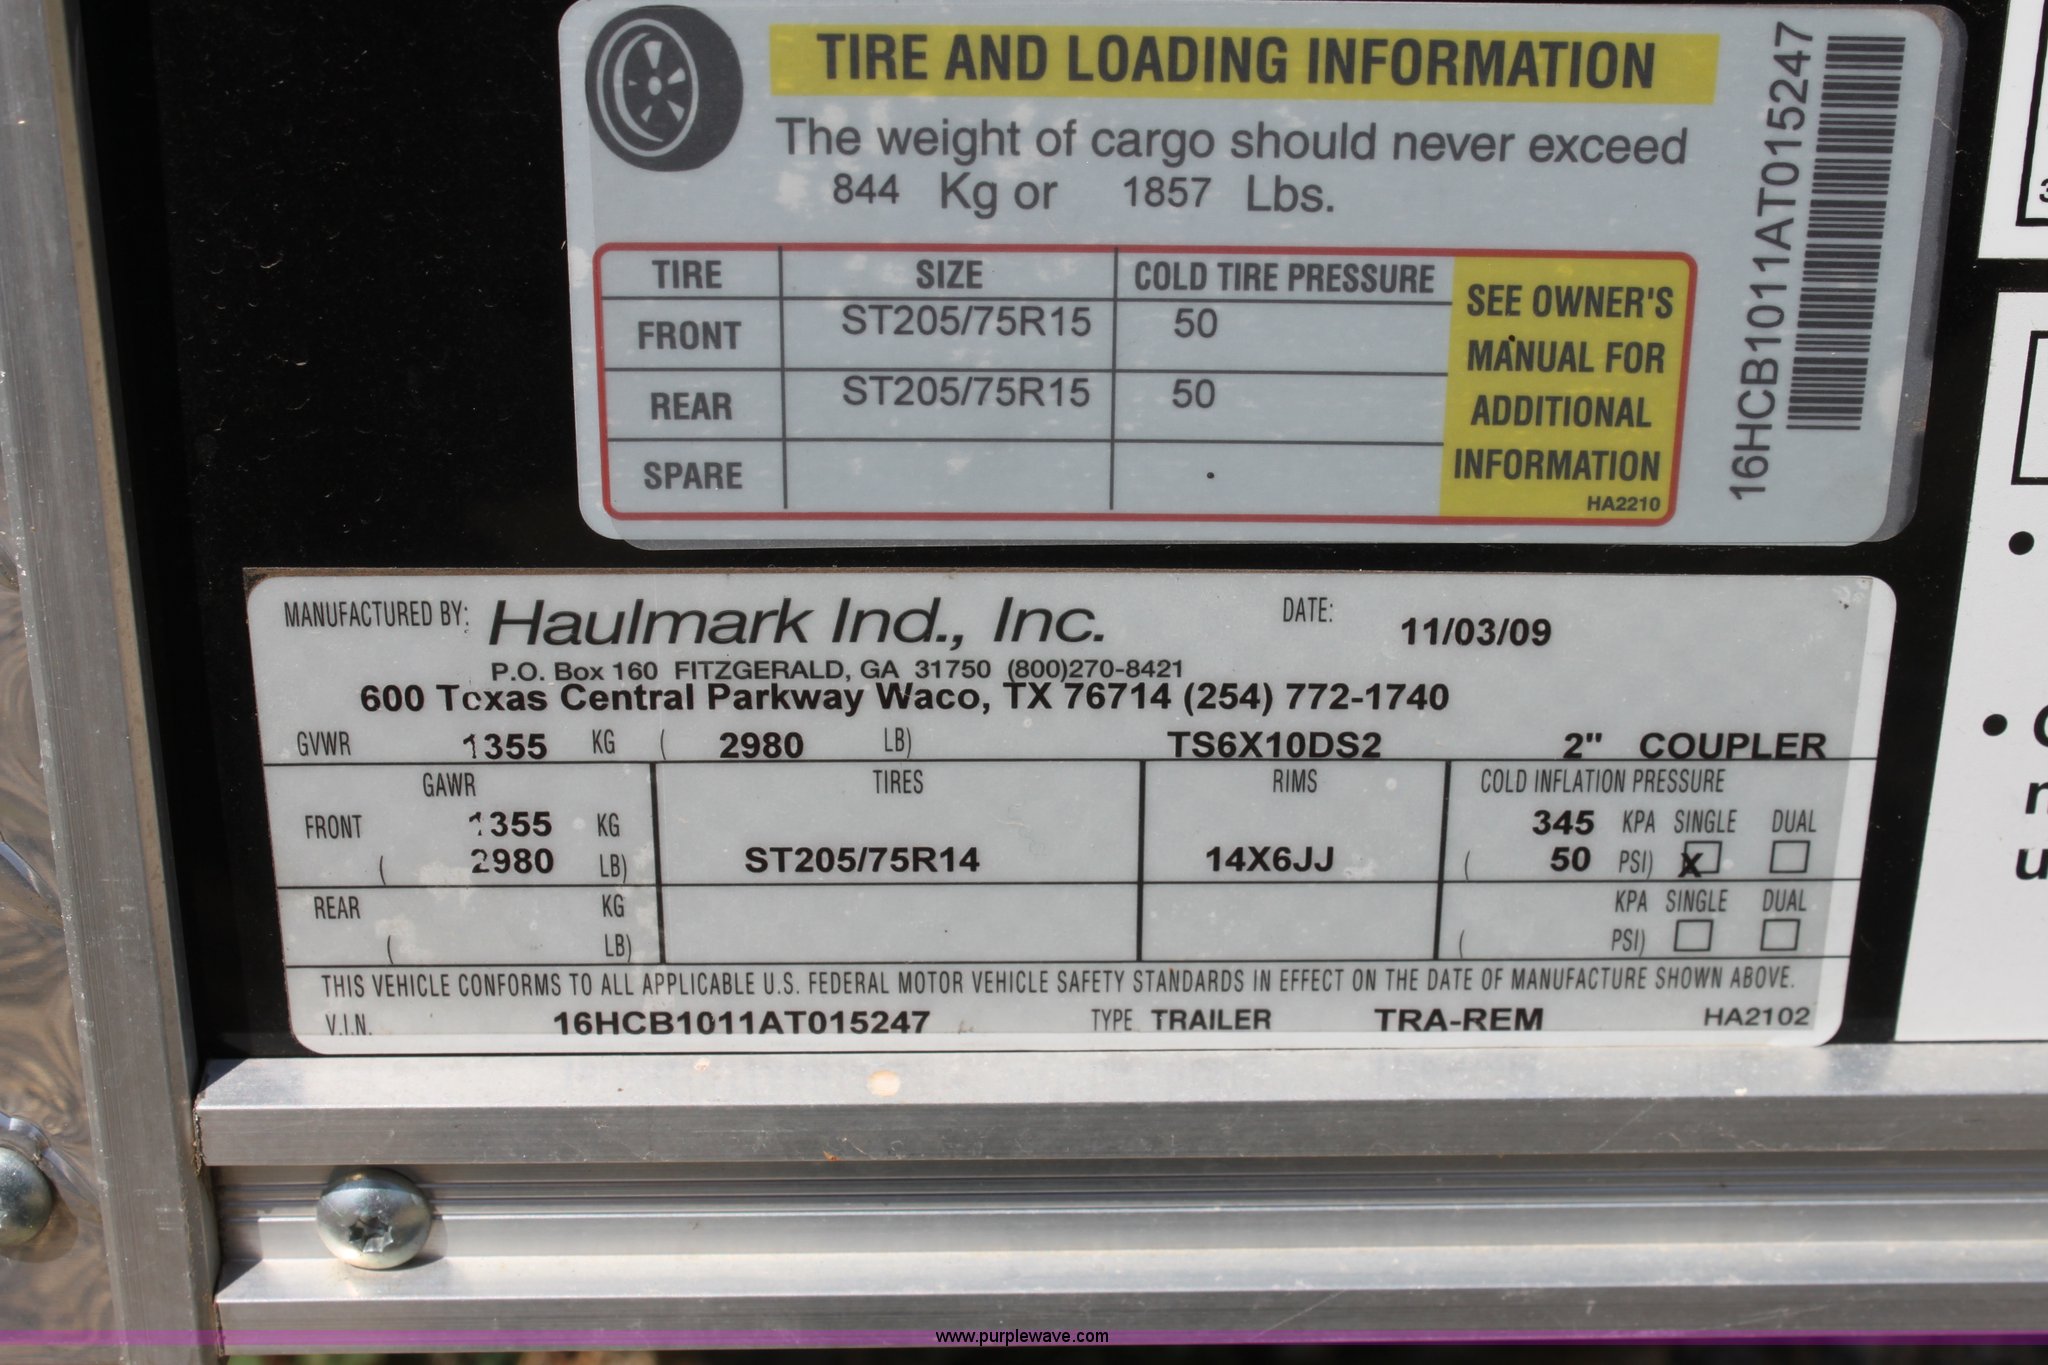 TIRE AND LOADING INFORMATION
The weight of cargo should never exceed
844 Kg or 1857 Lbs.
TIRE SIZE COLD TIRE PRESSURE
FRONT ST205/75R15 50
REAR ST205/75R15 50
SPARE
SEE OWNER'S
MANUAL FOR
ADDITIONAL
INFORMATION
HA2210
16HCB1011AT015247
MANUFACTURED BY: Haulmark Ind., Inc. DATE: 11/03/09
P.O. Box 160 FITZGERALD, GA 31750 (800)270-8421
600 Texas Central Parkway Waco, TX 76714 (254) 772-1740
GVWR 1355 KG ( 2980 LB) TS6X10DS2 2" COUPLER
GAWR TIRES RIMS COLD INFLATION PRESSURE
FRONT 1355 KG 345 KPA SINGLE DUAL
( 2980 LB) ST205/75R14 14X6JJ ( 50 PSI) X
REAR KG KPA SINGLE DUAL
( LB) ( PSI)
THIS VEHICLE CONFORMS TO ALL APPLICABLE U.S. FEDERAL MOTOR VEHICLE SAFETY STANDARDS IN EFFECT ON THE DATE OF MANUFACTURE SHOWN ABOVE.
V.I.N. 16HCB1011AT015247 TYPE TRAILER TRA-REM HA2102
www.purplewave.com